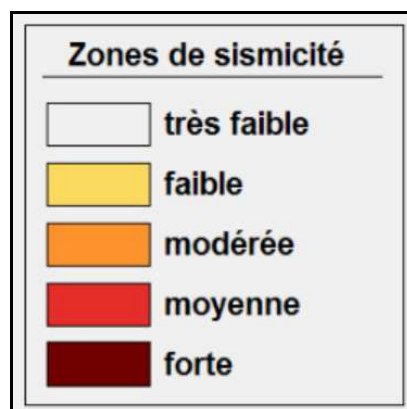 Zones de sismicité
très faible
faible
modérée
moyenne
forte